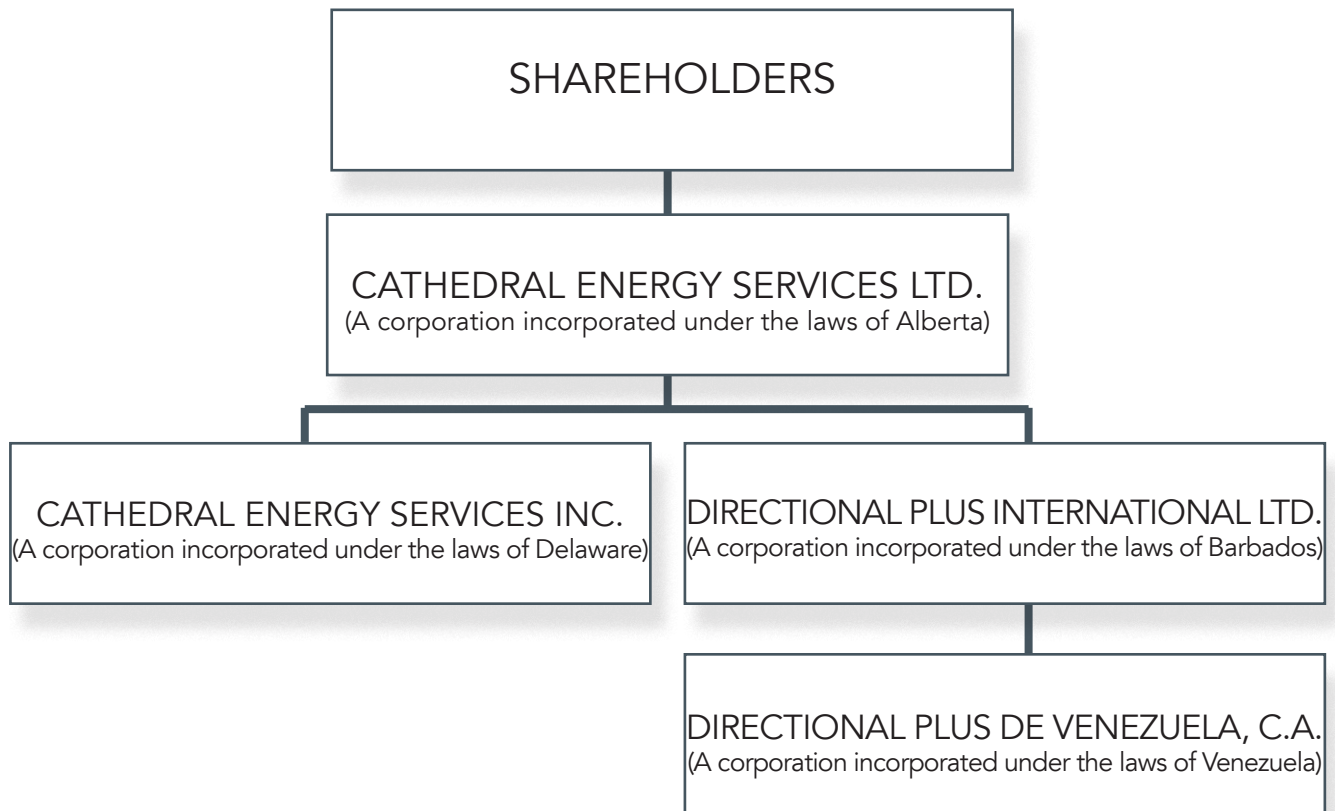 SHAREHOLDERS
CATHEDRAL ENERGY SERVICES LTD.
(A corporation incorporated under the laws of Alberta)
CATHEDRAL ENERGY SERVICES INC.
(A corporation incorporated under the laws of Delaware)
DIRECTIONAL PLUS INTERNATIONAL LTD.
(A corporation incorporated under the laws of Barbados)
DIRECTIONAL PLUS DE VENEZUELA, C.A.
(A corporation incorporated under the laws of Venezuela)